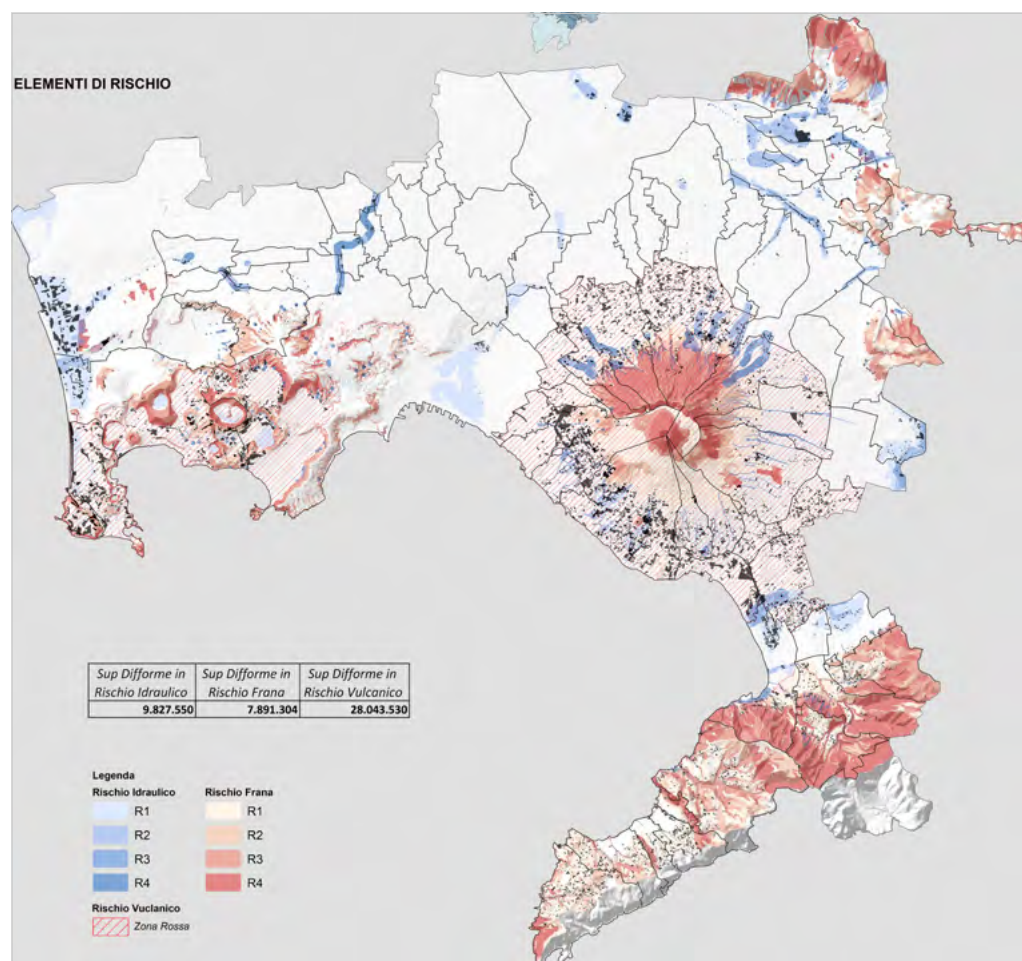 ELEMENTI DI RISCHIO
Sup Difforme in Rischio Idraulico
Sup Difforme in Rischio Frana
Sup Difforme in Rischio Vulcanico
9.827.550 7.891.304 28.043.530
Legenda
Rischio Idraulico Rischio Frana
R1 R1
R2 R2
R3 R3
R4 R4
Rischio Vuclanico
Zona Rossa